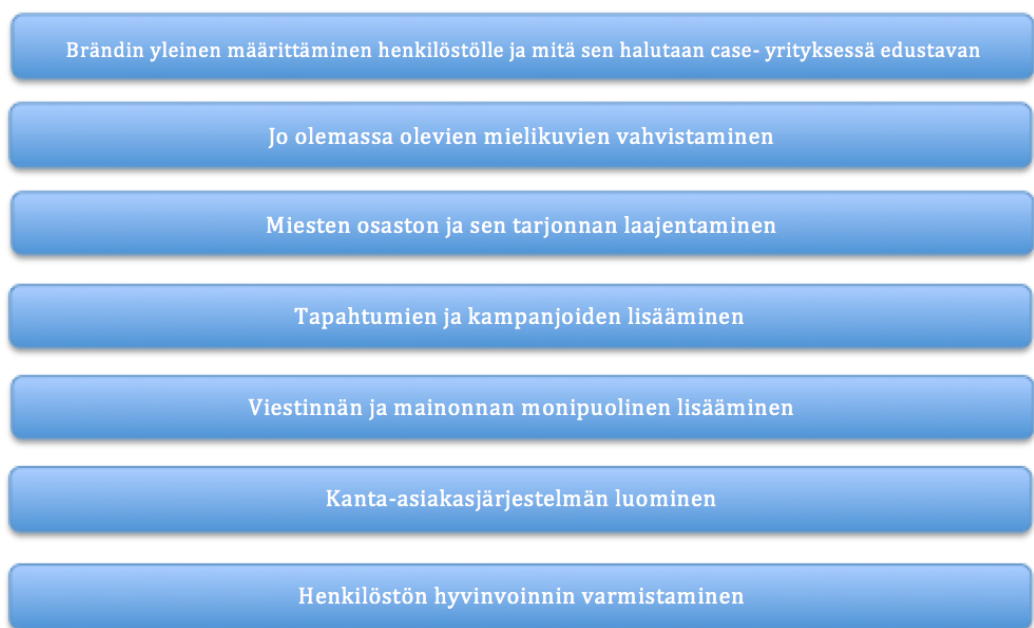 Brändin yleinen määrittäminen henkilöstölle ja mitä sen halutaan case- yrityksessä edustavan
Jo olemassa olevien mielikuvien vahvistaminen
Miesten osaston ja sen tarjonnan laajentaminen
Tapahtumien ja kampanjoiden lisääminen
Viestinnän ja mainonnan monipuolinen lisääminen
Kanta-asiakasjärjestelmän luominen
Henkilöstön hyvinvoinnin varmistaminen